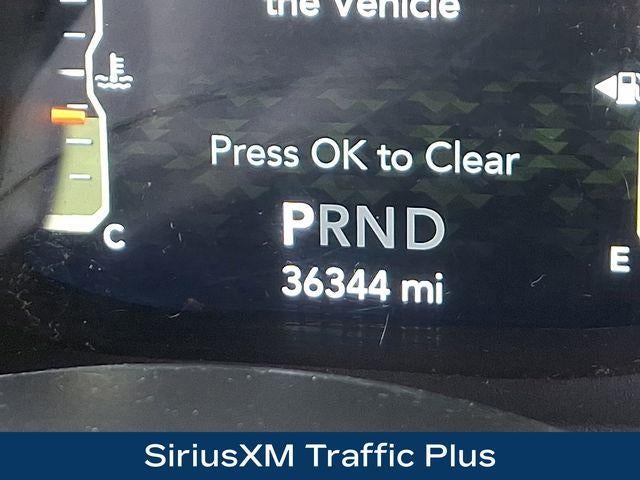 the Vehicle
Press OK to Clear
PRND
C
E
36344 mi
SiriusXM Traffic Plus